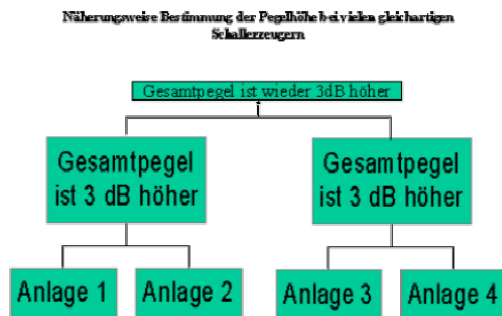 Näherungsweise Bestimmung der Pegelhöhe bei vielen gleichartigen
Schallerzeugern
Gesamtpegel ist wieder 3dB höher
Gesamtpegel
ist 3 dB höher
Gesamtpegel
ist 3 dB höher
Anlage 1
Anlage 2
Anlage 3
Anlage 4